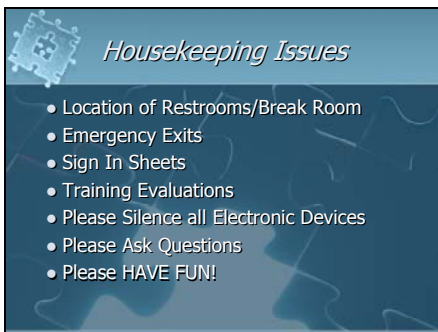 Housekeeping Issues
● Location of Restrooms/Break Room
● Emergency Exits
● Sign In Sheets
● Training Evaluations
● Please Silence all Electronic Devices
● Please Ask Questions
● Please HAVE FUN!